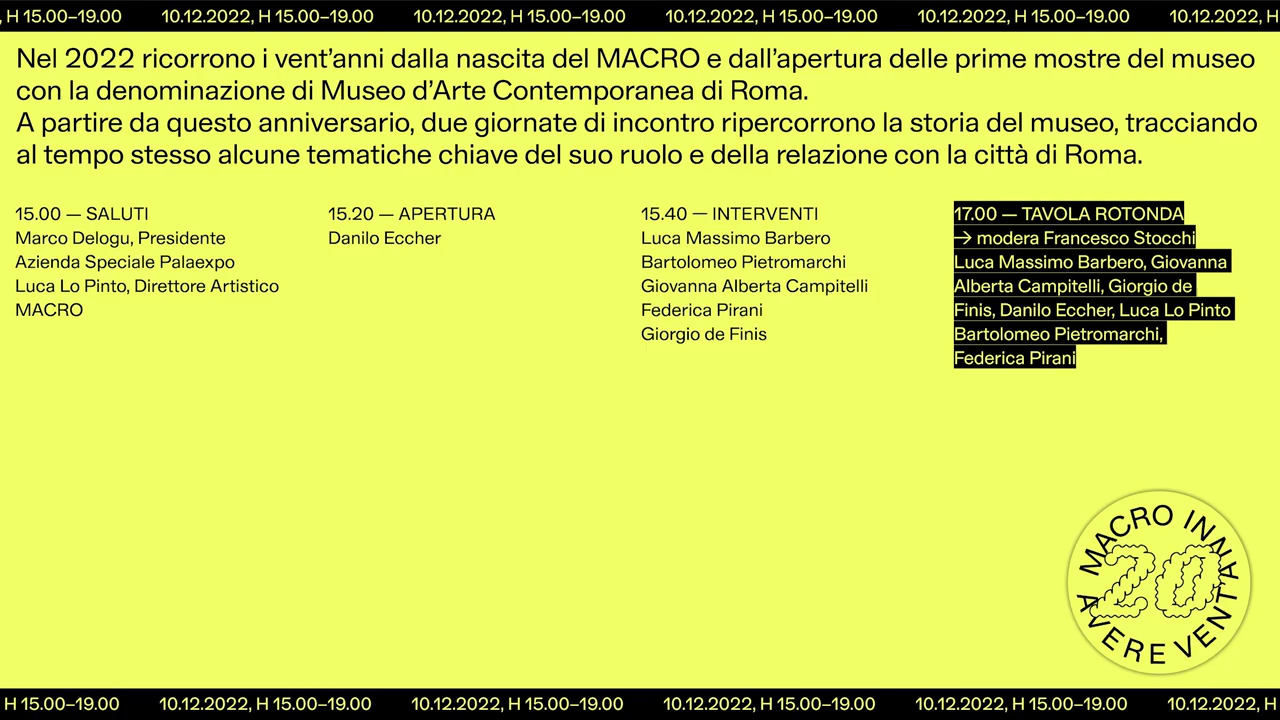 , H 15.00–19.00 10.12.2022, H 15.00–19.00 10.12.2022, H 15.00–19.00 10.12.2022, H 15.00–19.00 10.12.2022, H 15.00–19.00 10.12.2022, H
Nel 2022 ricorrono i vent’anni dalla nascita del MACRO e dall’apertura delle prime mostre del museo
con la denominazione di Museo d’Arte Contemporanea di Roma.
A partire da questo anniversario, due giornate di incontro ripercorrono la storia del museo, tracciando
al tempo stesso alcune tematiche chiave del suo ruolo e della relazione con la città di Roma.
15.00 — SALUTI
Marco Delogu, Presidente
Azienda Speciale Palaexpo
Luca Lo Pinto, Direttore Artistico
MACRO
15.20 — APERTURA
Danilo Eccher
15.40 — INTERVENTI
Luca Massimo Barbero
Bartolomeo Pietromarchi
Giovanna Alberta Campitelli
Federica Pirani
Giorgio de Finis
17.00 — TAVOLA ROTONDA
→ modera Francesco Stocchi
Luca Massimo Barbero, Giovanna
Alberta Campitelli, Giorgio de
Finis, Danilo Eccher, Luca Lo Pinto
Bartolomeo Pietromarchi,
Federica Pirani
A MACRO
AVERE VENT'ANNI
20
H 15.00–19.00 10.12.2022, H 15.00–19.00 10.12.2022, H 15.00–19.00 10.12.2022, H 15.00–19.00 10.12.2022, H 15.00–19.00 10.12.2022, H